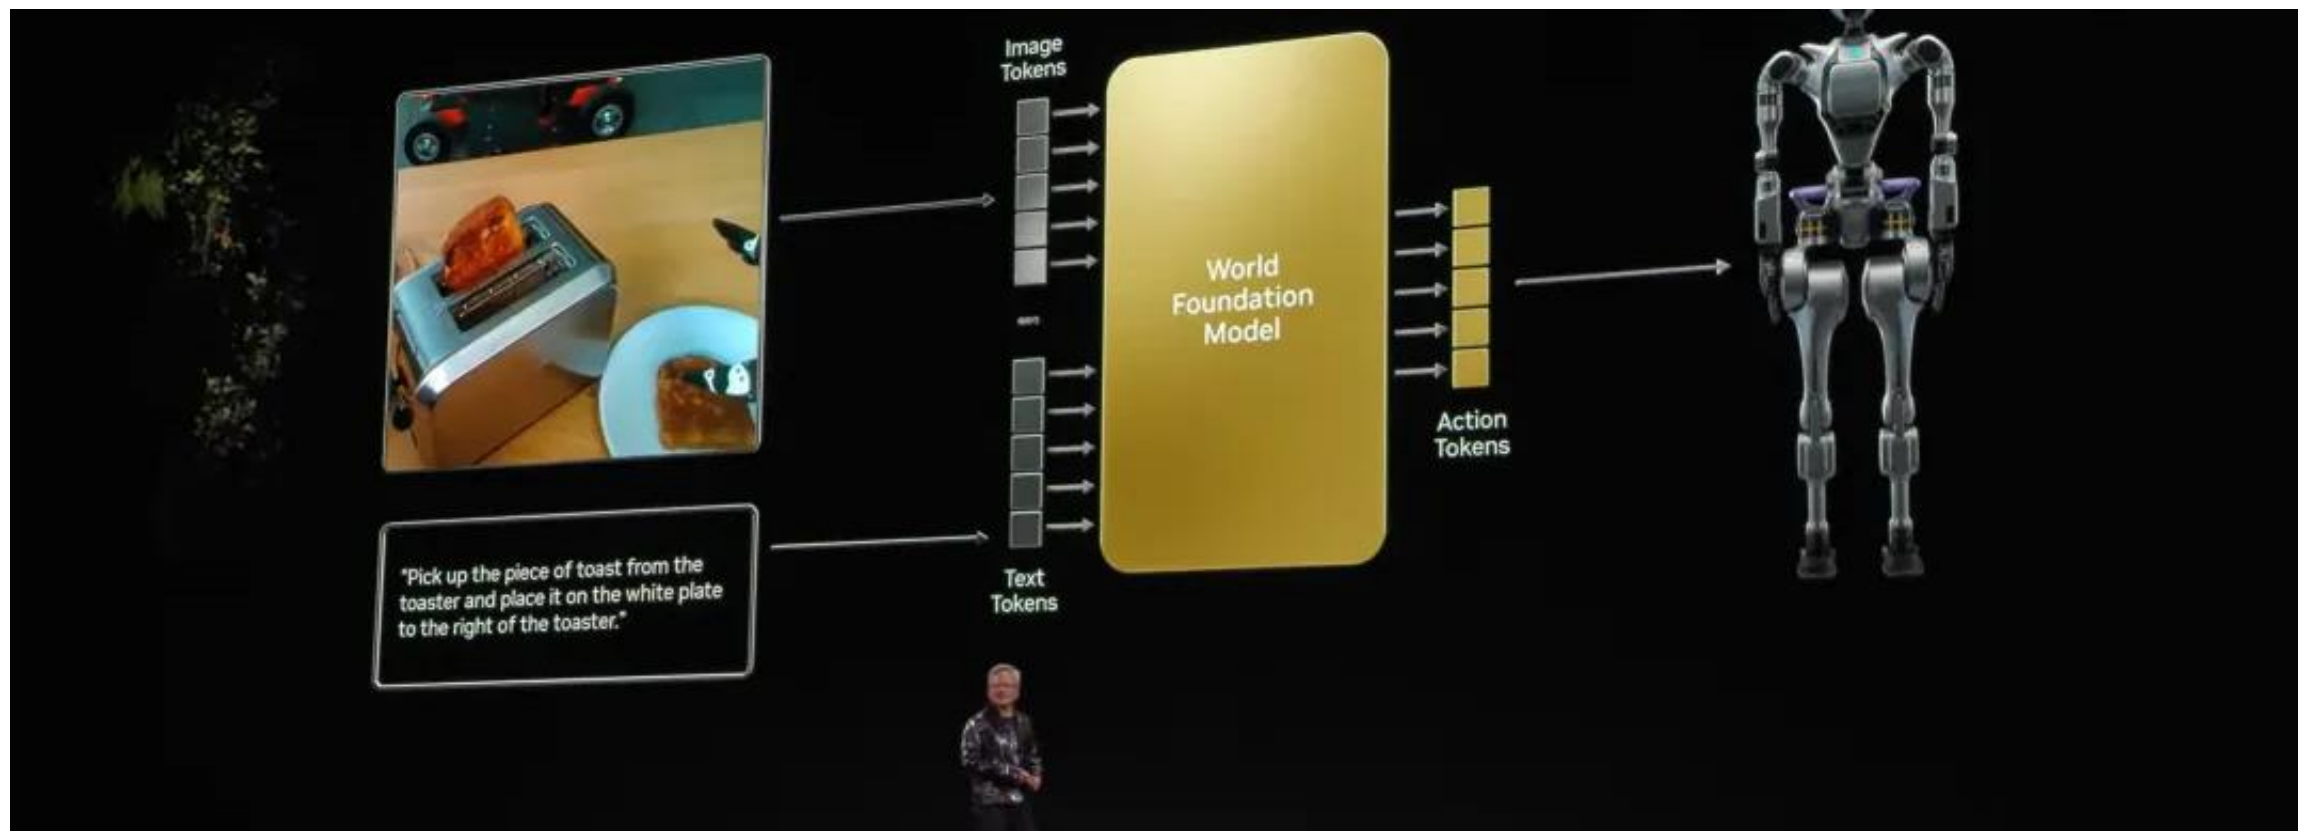 Image
Tokens
World
Foundation
Model
Action
Tokens
"Pick up the piece of toast from the
toaster and place it on the white plate
to the right of the toaster."
Text
Tokens